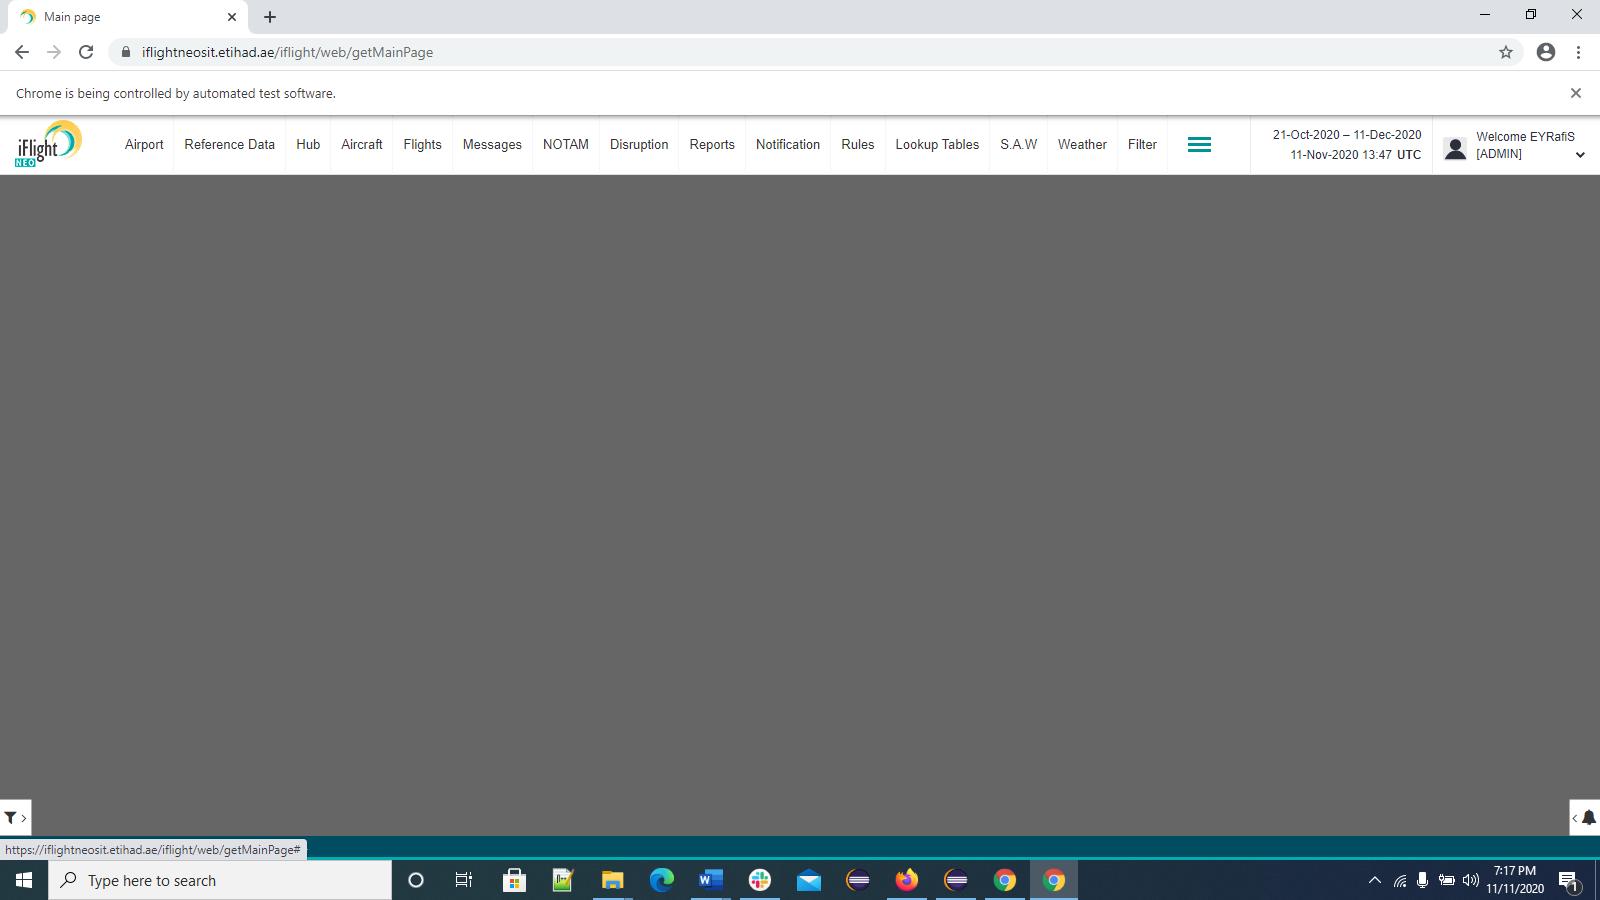 Main page
iflightneosit.etihad.ae/iflight/web/getMainPage
Chrome is being controlled by automated test software.
iFlight
NEO
Airport Reference Data Hub Aircraft Flights Messages NOTAM Disruption Reports Notification Rules Lookup Tables S.A.W Weather Filter
21-Oct-2020 – 11-Dec-2020
11-Nov-2020 13:47 UTC
Welcome EYRafiS
[ADMIN]
https://iflightneosit.etihad.ae/iflight/web/getMainPage#
Type here to search
7:17 PM
11/11/2020
1